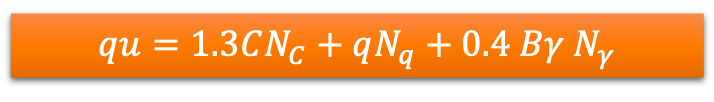 qu = 1.3CN_C + qN_q + 0.4 Bγ N_γ